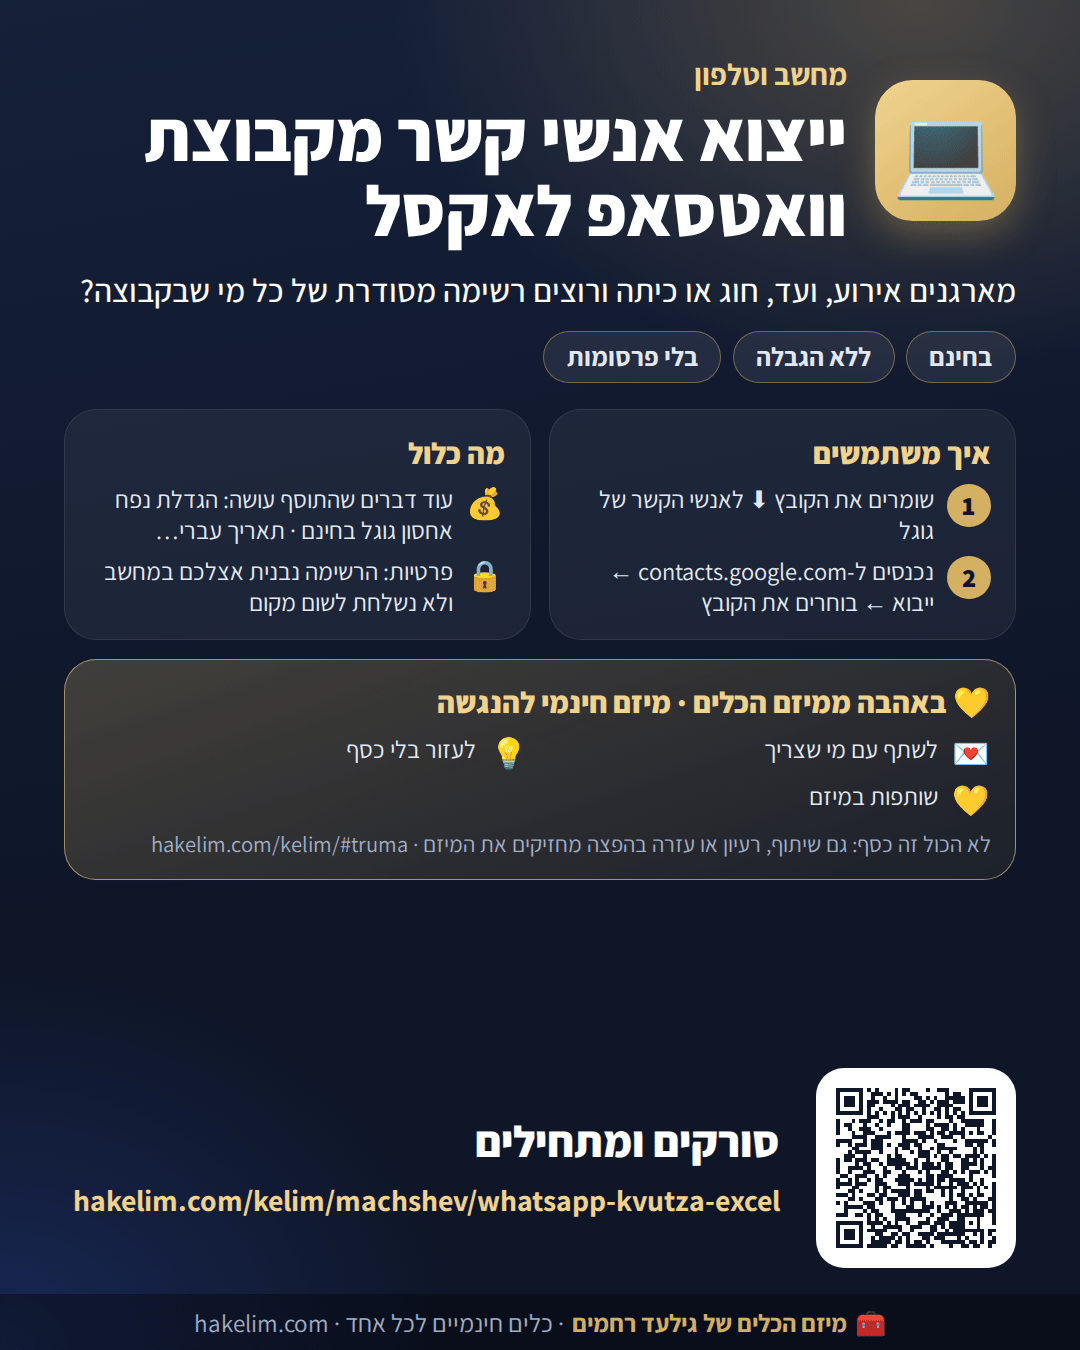 מחשב וטלפון
ייצוא אנשי קשר מקבוצת
וואטסאפ לאקסל
מארגנים אירוע, ועד, חוג או כיתה ורוצים רשימה מסודרת של כל מי שבקבוצה?
בחינם
ללא הגבלה
בלי פרסומות
איך משתמשים
1 שומרים את הקובץ ⬇ לאנשי הקשר של
גוגל
2 נכנסים ל-contacts.google.com ←
ייבוא ← בוחרים את הקובץ
מה כלול
עוד דברים שהתוסף עושה: הגדלת נפח
אחסון גוגל בחינם · תאריך עברי…
פרטיות: הרשימה נבנית אצלכם במחשב
ולא נשלחת לשום מקום
💛 באהבה ממיזם הכלים · מיזם חינמי להנגשה
לשתף עם מי שצריך
לעזור בלי כסף
שותפות במיזם
לא הכול זה כסף: גם שיתוף, רעיון או עזרה בהפצה מחזיקים את המיזם · hakelim.com/kelim/#truma
סורקים ומתחילים
hakelim.com/kelim/machshev/whatsapp-kvutza-excel
🧰 מיזם הכלים של גילעד רחמים · כלים חינמיים לכל אחד · hakelim.com